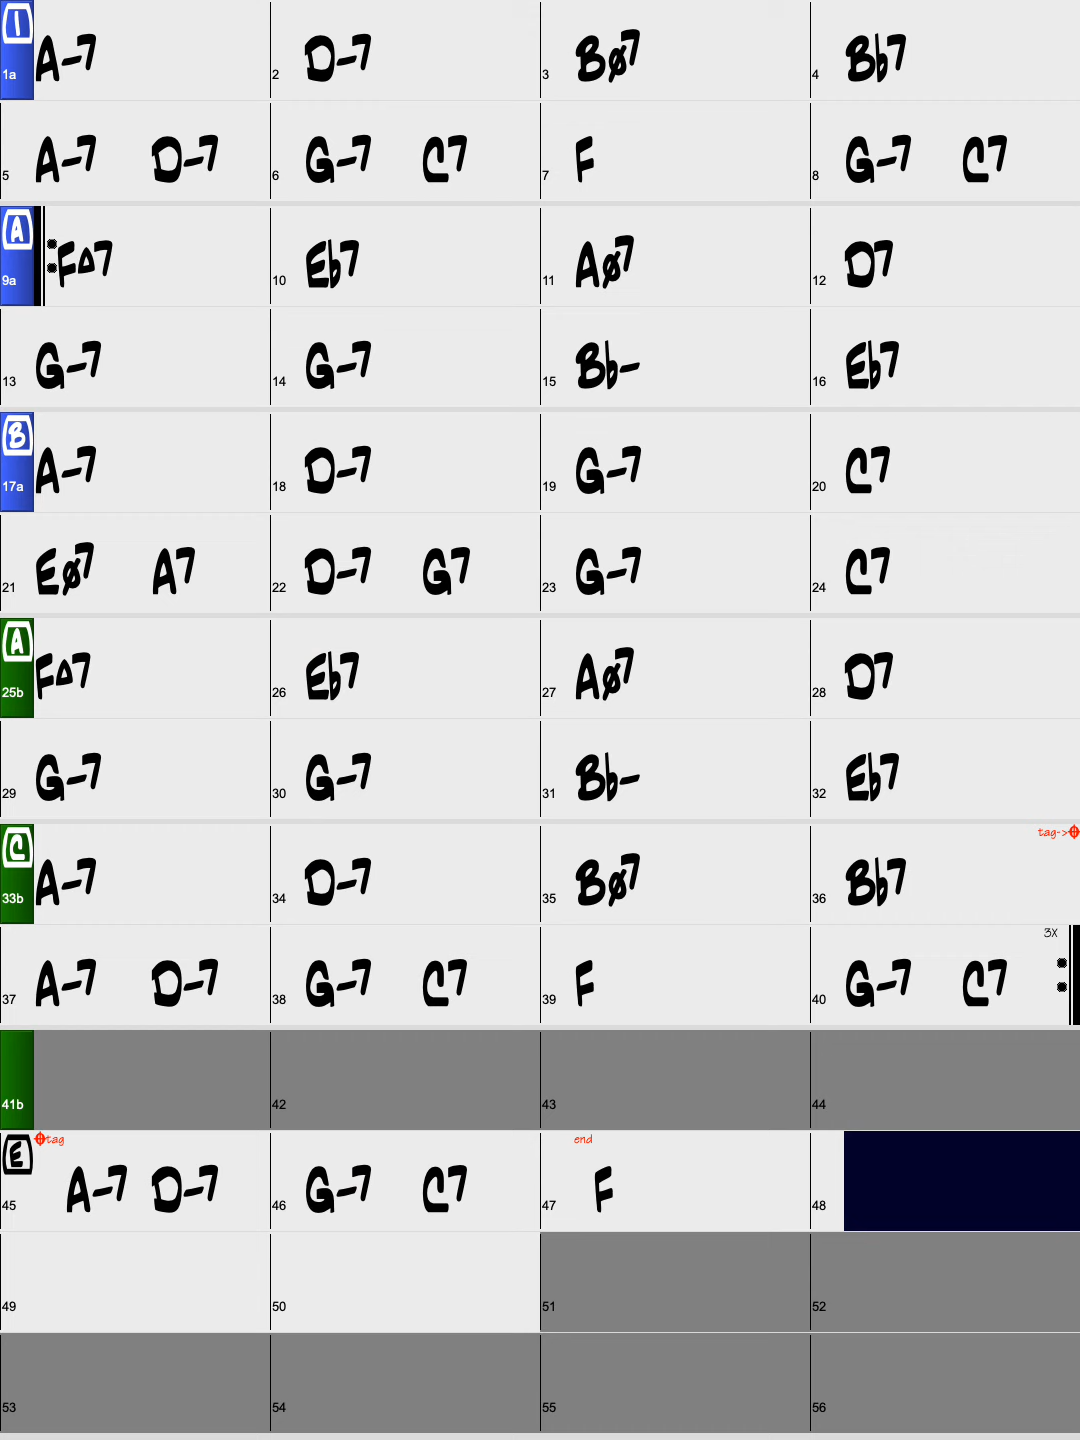 I
1a A-7 2 D-7 3 Bø7 4 Bb7
5 A-7 D-7 6 G-7 C7 7 F 8 G-7 C7
A
9a F△7 10 Eb7 11 Aø7 12 D7
13 G-7 14 G-7 15 Bb- 16 Eb7
B
17a A-7 18 D-7 19 G-7 20 C7
21 Eø7 A7 22 D-7 G7 23 G-7 24 C7
A
25b F△7 26 Eb7 27 Aø7 28 D7
29 G-7 30 G-7 31 Bb- 32 Eb7
C tag->
33b A-7 34 D-7 35 Bø7 36 Bb7
3X
37 A-7 D-7 38 G-7 C7 39 F 40 G-7 C7
41b 42 43 44
E tag end
45 A-7 D-7 46 G-7 C7 47 F 48
49 50 51 52
53 54 55 56